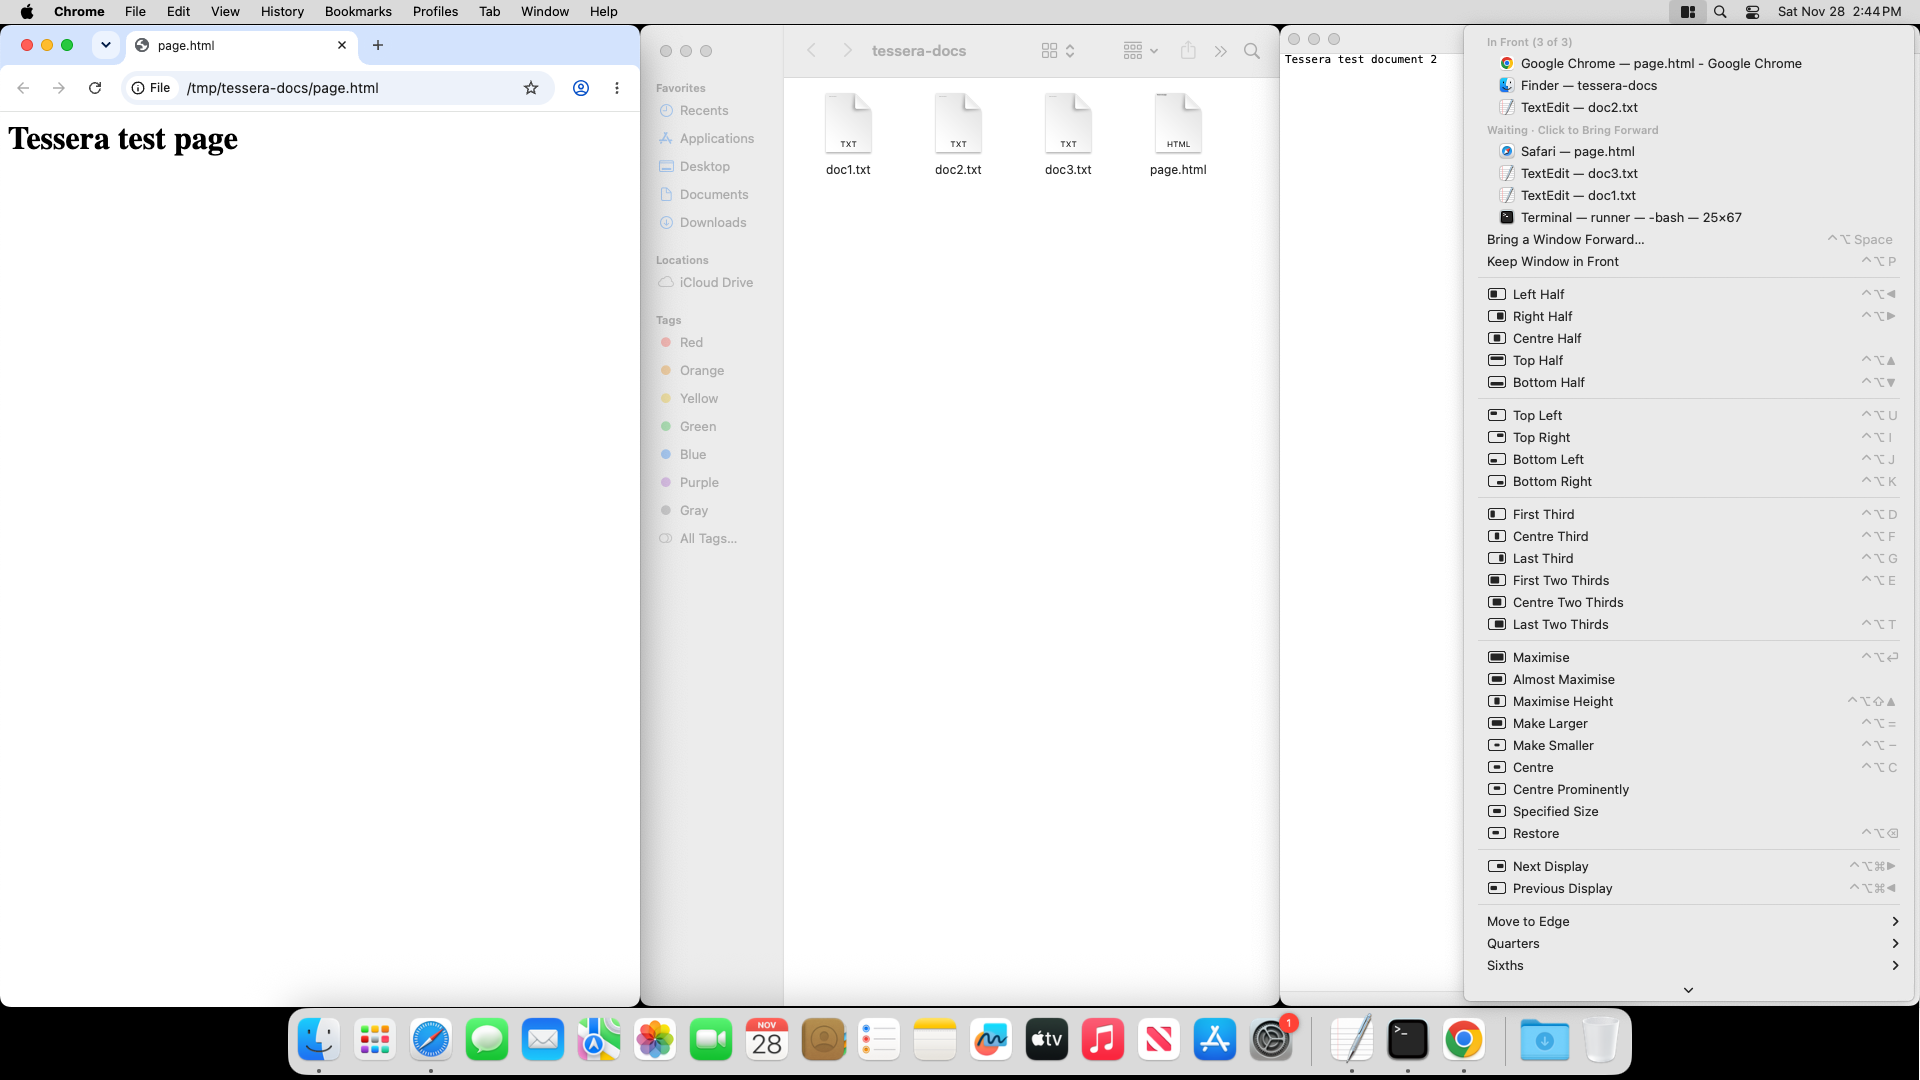 Chrome File Edit View History Bookmarks Profiles Tab Window Help
Sat Nov 28 2:44 PM
page.html
File /tmp/tessera-docs/page.html
Tessera test page
tessera-docs
Favorites
Recents
Applications
Desktop
Documents
Downloads
Locations
iCloud Drive
Tags
Red
Orange
Yellow
Green
Blue
Purple
Gray
All Tags...
TXT
doc1.txt
TXT
doc2.txt
TXT
doc3.txt
HTML
page.html
Tessera test document 2
In Front (3 of 3)
Google Chrome — page.html - Google Chrome
Finder — tessera-docs
TextEdit — doc2.txt
Waiting · Click to Bring Forward
Safari — page.html
TextEdit — doc3.txt
TextEdit — doc1.txt
Terminal — runner — -bash — 25×67
Bring a Window Forward... ^⌥ Space
Keep Window in Front ^⌥ P
Left Half ^⌥◀
Right Half ^⌥▶
Centre Half
Top Half ^⌥▲
Bottom Half ^⌥▼
Top Left ^⌥ U
Top Right ^⌥ I
Bottom Left ^⌥ J
Bottom Right ^⌥ K
First Third ^⌥ D
Centre Third ^⌥ F
Last Third ^⌥ G
First Two Thirds ^⌥ E
Centre Two Thirds
Last Two Thirds ^⌥ T
Maximise ^⌥↩
Almost Maximise
Maximise Height ^⌥⇧▲
Make Larger ^⌥ =
Make Smaller ^⌥ −
Centre ^⌥ C
Centre Prominently
Specified Size
Restore ^⌥⌫
Next Display ^⌥⌘▶
Previous Display ^⌥⌘◀
Move to Edge
Quarters
Sixths
NOV
28
tv
1